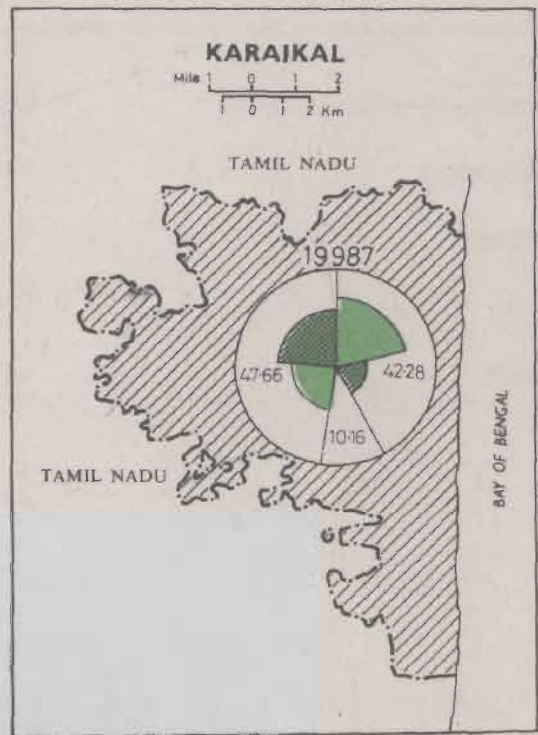 KARAIKAL
Mile 1 0 1 2
1 0 1 2 Km
TAMIL NADU
19987
47·66
42·28
10·16
TAMIL NADU
BAY OF BENGAL